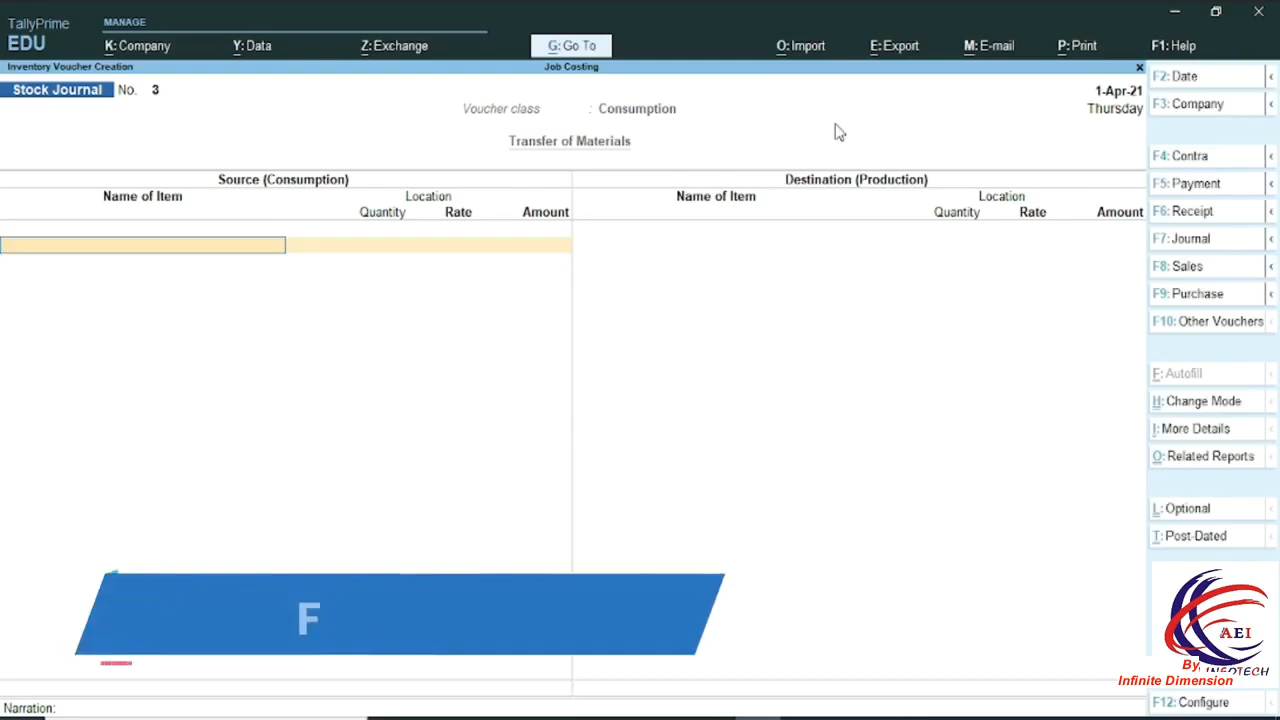 TallyPrime
EDU
MANAGE
K: Company
Y: Data
Z: Exchange
G: Go To
O: Import
E: Export
M: E-mail
P: Print
F1: Help
Inventory Voucher Creation
Job Costing
x
Stock Journal No. 3
1-Apr-21
Thursday
Voucher class : Consumption
Transfer of Materials
Source (Consumption)
Destination (Production)
Name of Item
Location
Quantity Rate Amount
Name of Item
Location
Quantity Rate Amount
F2: Date
F3: Company
F4: Contra
F5: Payment
F6: Receipt
F7: Journal
F8: Sales
F9: Purchase
F10: Other Vouchers
F: Autofill
H: Change Mode
I: More Details
O: Related Reports
L: Optional
T: Post-Dated
F
AEI
INFOTECH
By,
Infinite Dimension
F12: Configure
Narration: